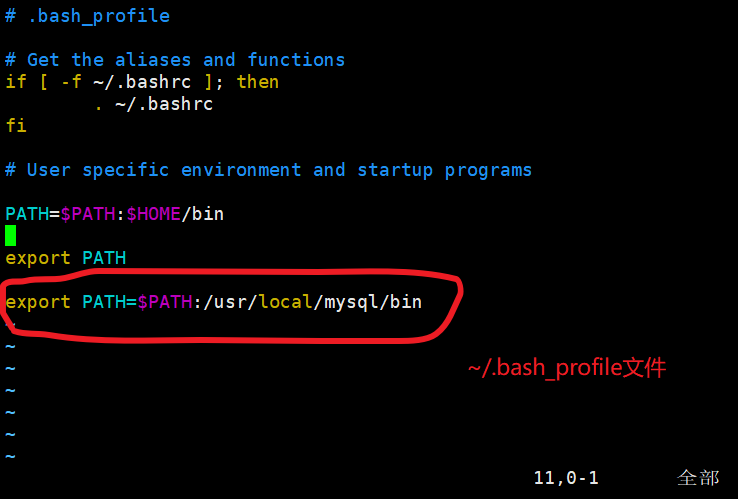 # .bash_profile
# Get the aliases and functions
if [ -f ~/.bashrc ]; then
        . ~/.bashrc
fi
# User specific environment and startup programs
PATH=$PATH:$HOME/bin
export PATH
export PATH=$PATH:/usr/local/mysql/bin
~
~
~/.bash_profile文件
~
~
~
~
~
11,0-1 全部